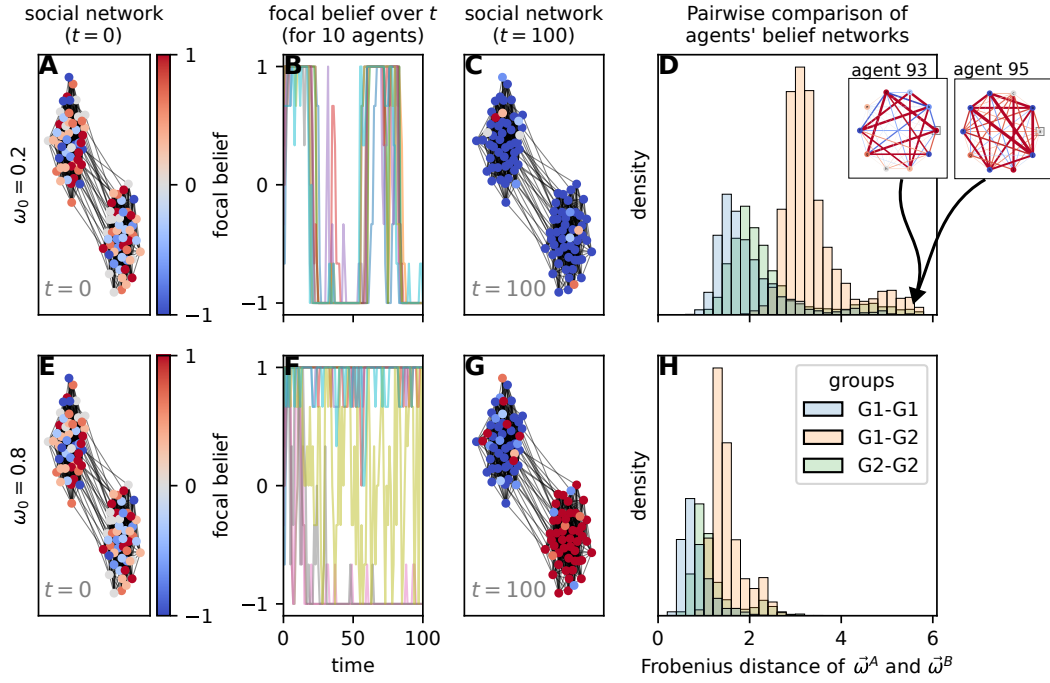 social network
(t = 0)
focal belief over t
(for 10 agents)
social network
(t = 100)
Pairwise comparison of
agents' belief networks
ω₀ = 0.2
A
t = 0
1
0
−1
focal belief
B
1
0
−1
C
t = 100
D
density
agent 93
agent 95
ω₀ = 0.8
E
t = 0
1
0
−1
focal belief
F
1
0
−1
0
50
100
time
G
t = 100
H
density
groups
G1-G1
G1-G2
G2-G2
0
2
4
6
Frobenius distance of ω⃗ᴬ and ω⃗ᴮ